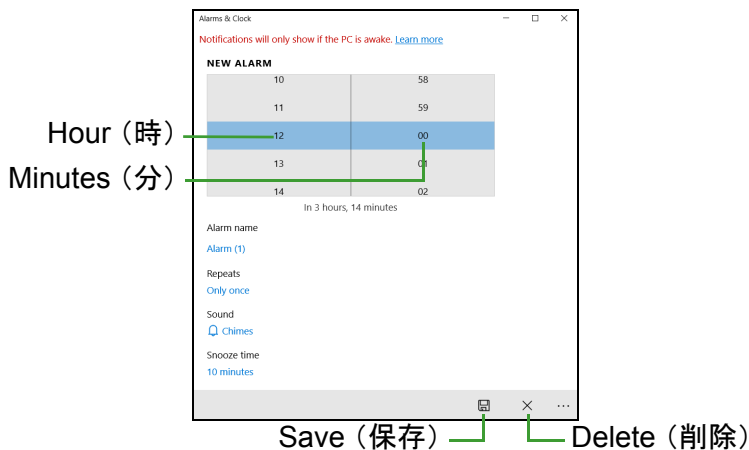 Alarms & Clock
Notifications will only show if the PC is awake. Learn more
NEW ALARM
10 58
11 59
Hour（時） 12 00
13 01
Minutes（分）
14 02
In 3 hours, 14 minutes
Alarm name
Alarm (1)
Repeats
Only once
Sound
Chimes
Snooze time
10 minutes
Save（保存） Delete（削除）